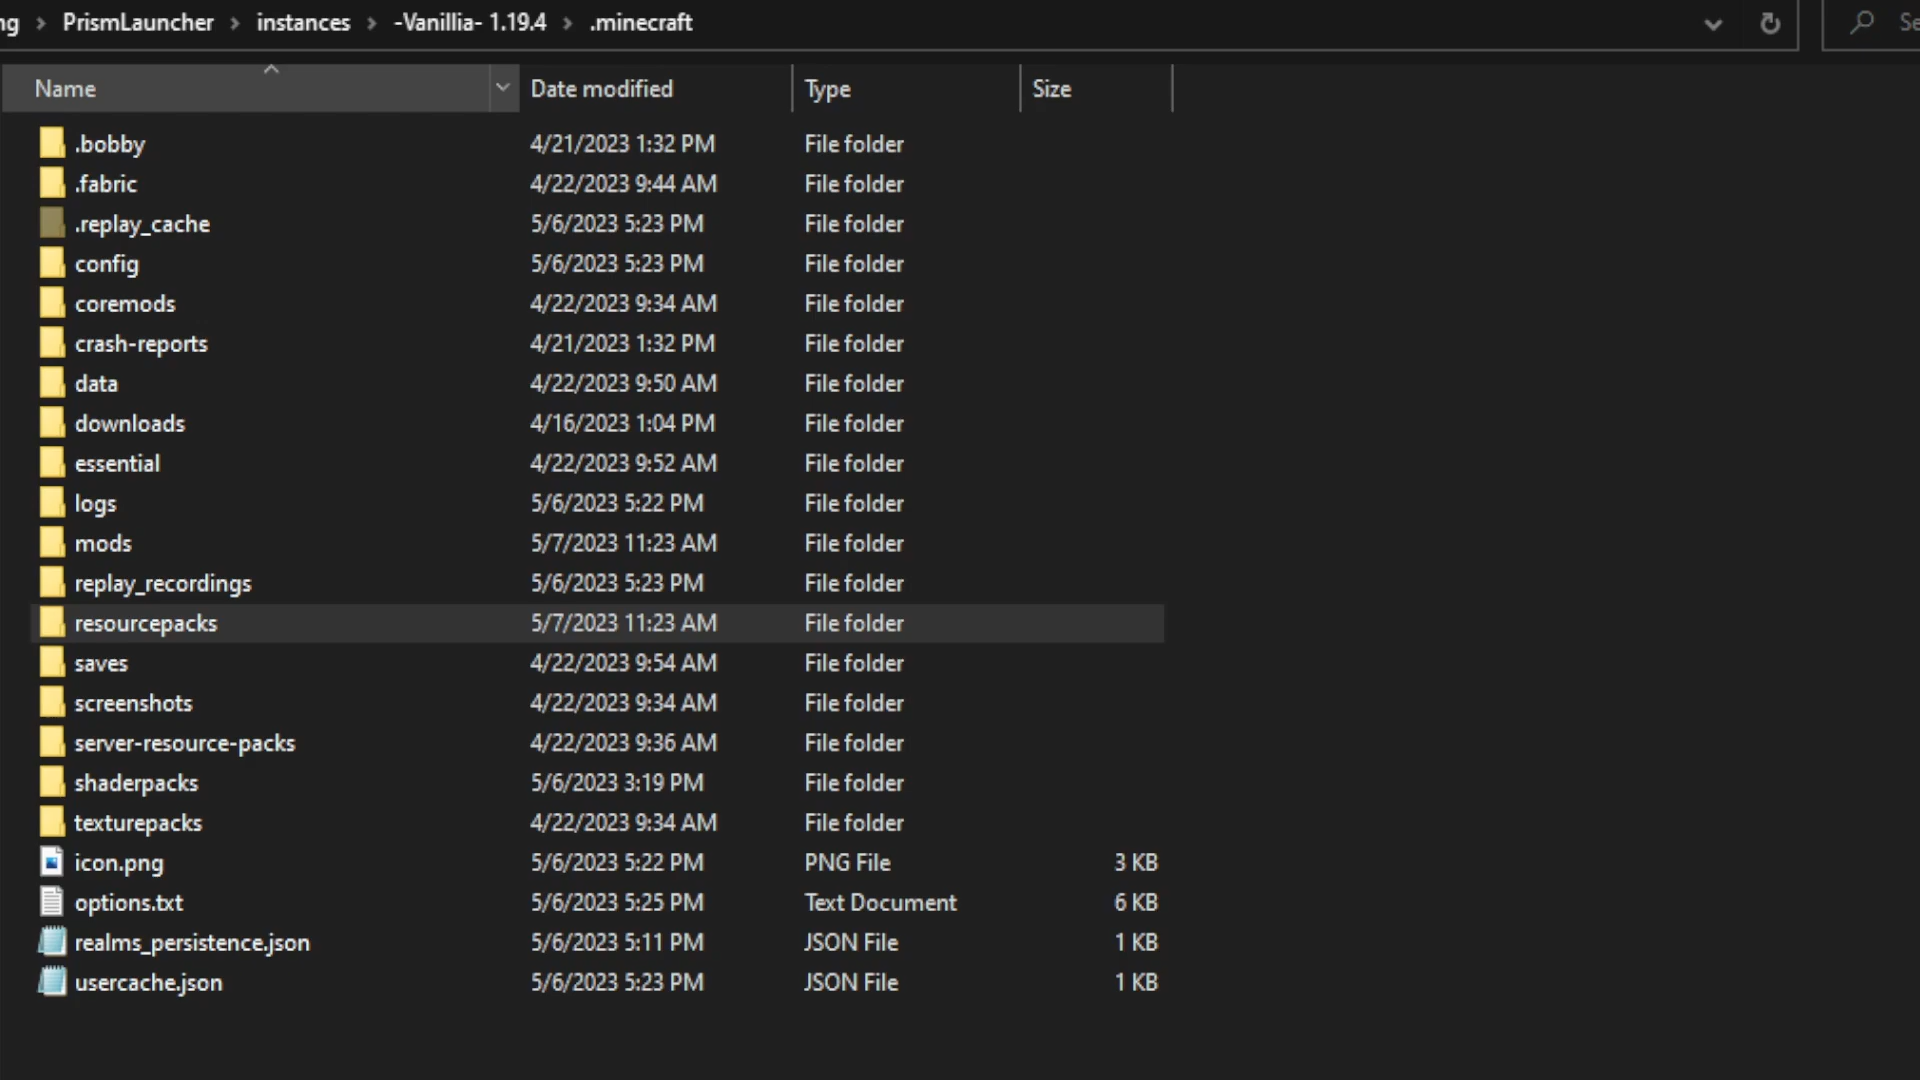 ng > PrismLauncher > instances > -Vanillia- 1.19.4 > .minecraft
Name Date modified Type Size
.bobby 4/21/2023 1:32 PM File folder
.fabric 4/22/2023 9:44 AM File folder
.replay_cache 5/6/2023 5:23 PM File folder
config 5/6/2023 5:23 PM File folder
coremods 4/22/2023 9:34 AM File folder
crash-reports 4/21/2023 1:32 PM File folder
data 4/22/2023 9:50 AM File folder
downloads 4/16/2023 1:04 PM File folder
essential 4/22/2023 9:52 AM File folder
logs 5/6/2023 5:22 PM File folder
mods 5/7/2023 11:23 AM File folder
replay_recordings 5/6/2023 5:23 PM File folder
resourcepacks 5/7/2023 11:23 AM File folder
saves 4/22/2023 9:54 AM File folder
screenshots 4/22/2023 9:34 AM File folder
server-resource-packs 4/22/2023 9:36 AM File folder
shaderpacks 5/6/2023 3:19 PM File folder
texturepacks 4/22/2023 9:34 AM File folder
icon.png 5/6/2023 5:22 PM PNG File 3 KB
options.txt 5/6/2023 5:25 PM Text Document 6 KB
realms_persistence.json 5/6/2023 5:11 PM JSON File 1 KB
usercache.json 5/6/2023 5:23 PM JSON File 1 KB